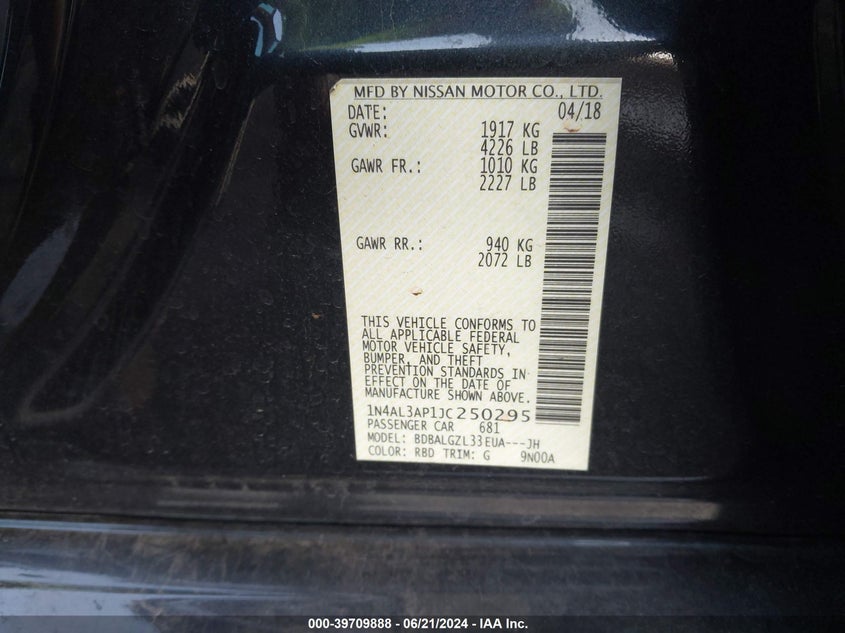 MFD BY NISSAN MOTOR CO., LTD.
DATE: 04/18
GVWR: 1917 KG
4226 LB
GAWR FR.: 1010 KG
2227 LB
GAWR RR.: 940 KG
2072 LB
THIS VEHICLE CONFORMS TO
ALL APPLICABLE FEDERAL
MOTOR VEHICLE SAFETY,
BUMPER, AND THEFT
PREVENTION STANDARDS IN
EFFECT ON THE DATE OF
MANUFACTURE SHOWN ABOVE.
1N4AL3AP1JC250295
PASSENGER CAR 681
MODEL: BDBALGZL33EUA---JH
COLOR: RBD TRIM: G 9N00A
000-39709888 - 06/21/2024 - IAA Inc.